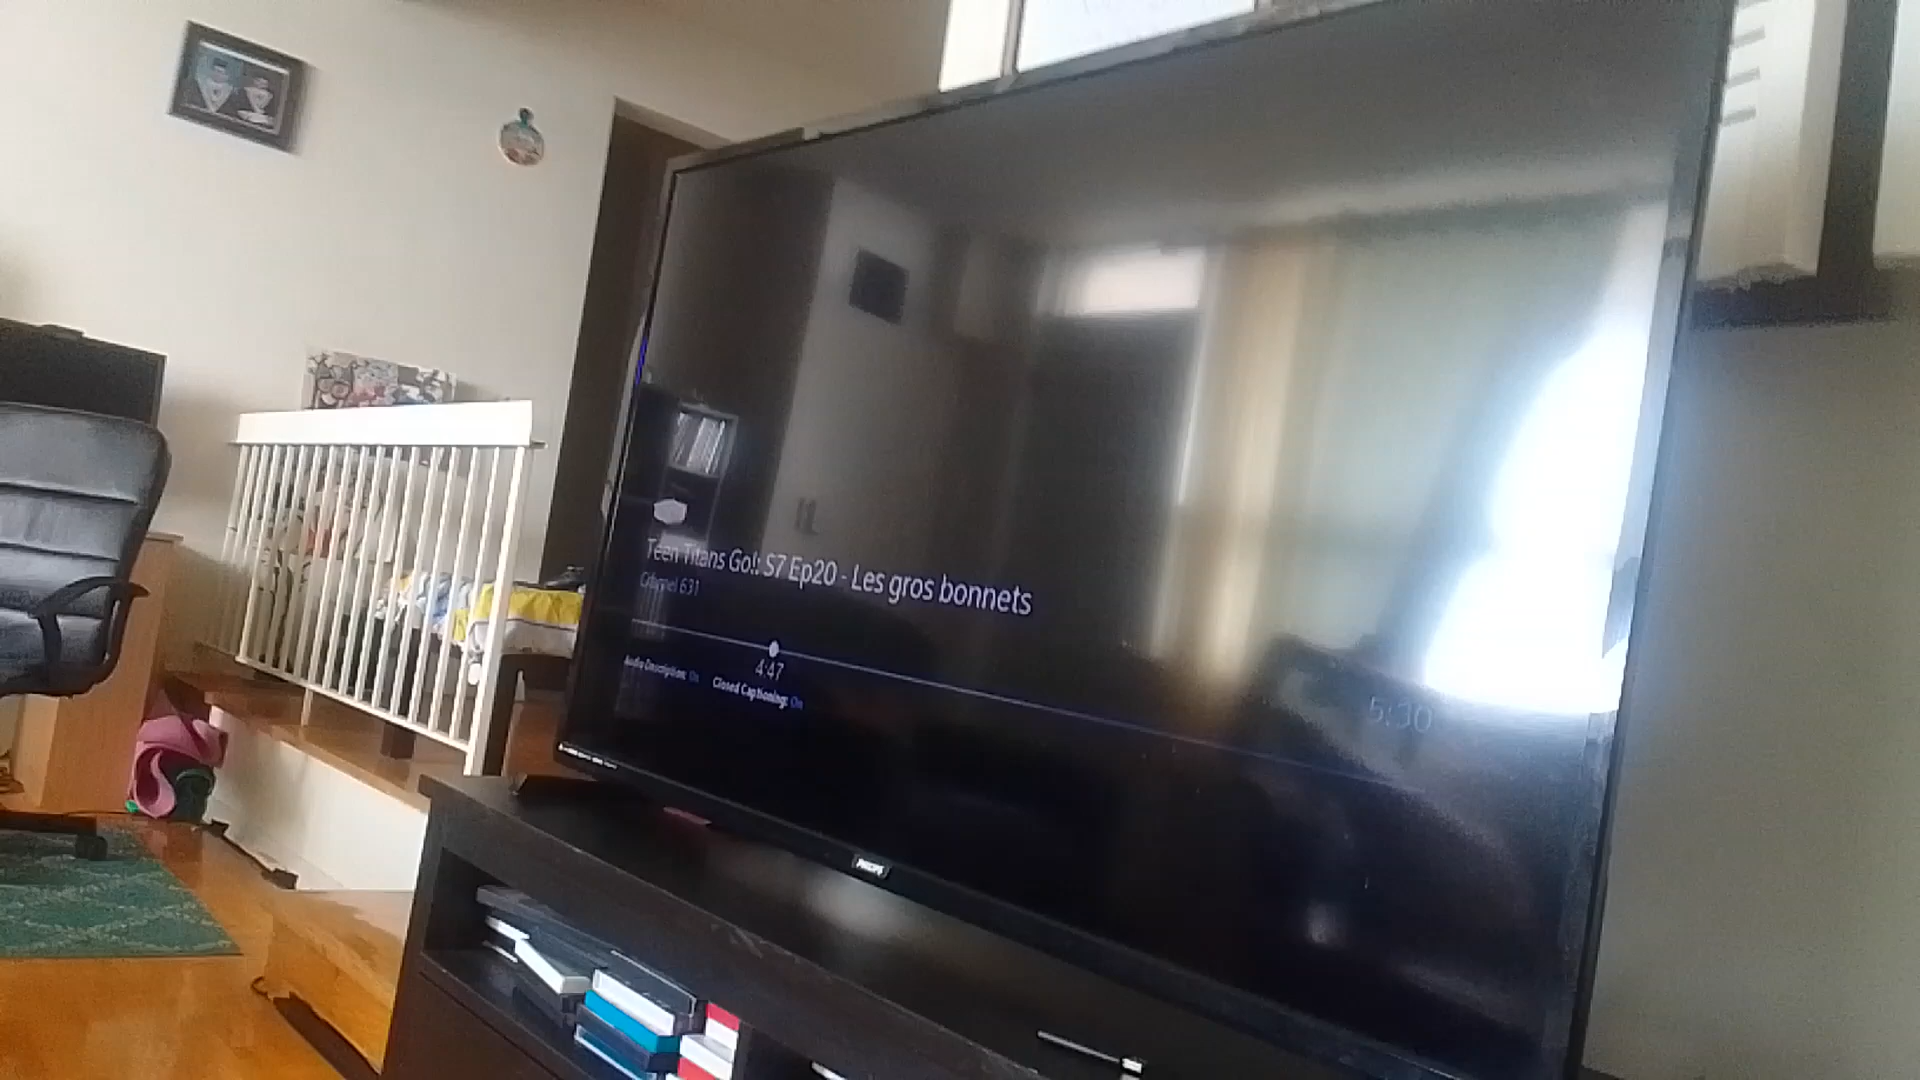 Teen Titans Go!: S7 Ep20 - Les gros bonnets
Channel 631
4:47
5:30
Audio Description: On
Closed Captioning: On
PHILIPS